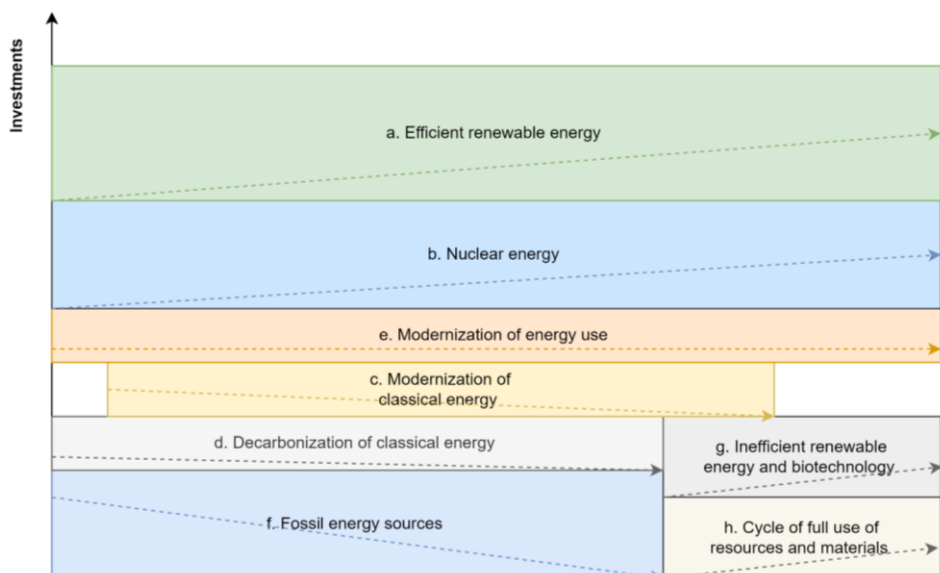 Investments
a. Efficient renewable energy
b. Nuclear energy
e. Modernization of energy use
c. Modernization of
classical energy
d. Decarbonization of classical energy
g. Inefficient renewable
energy and biotechnology
f. Fossil energy sources
h. Cycle of full use of
resources and materials